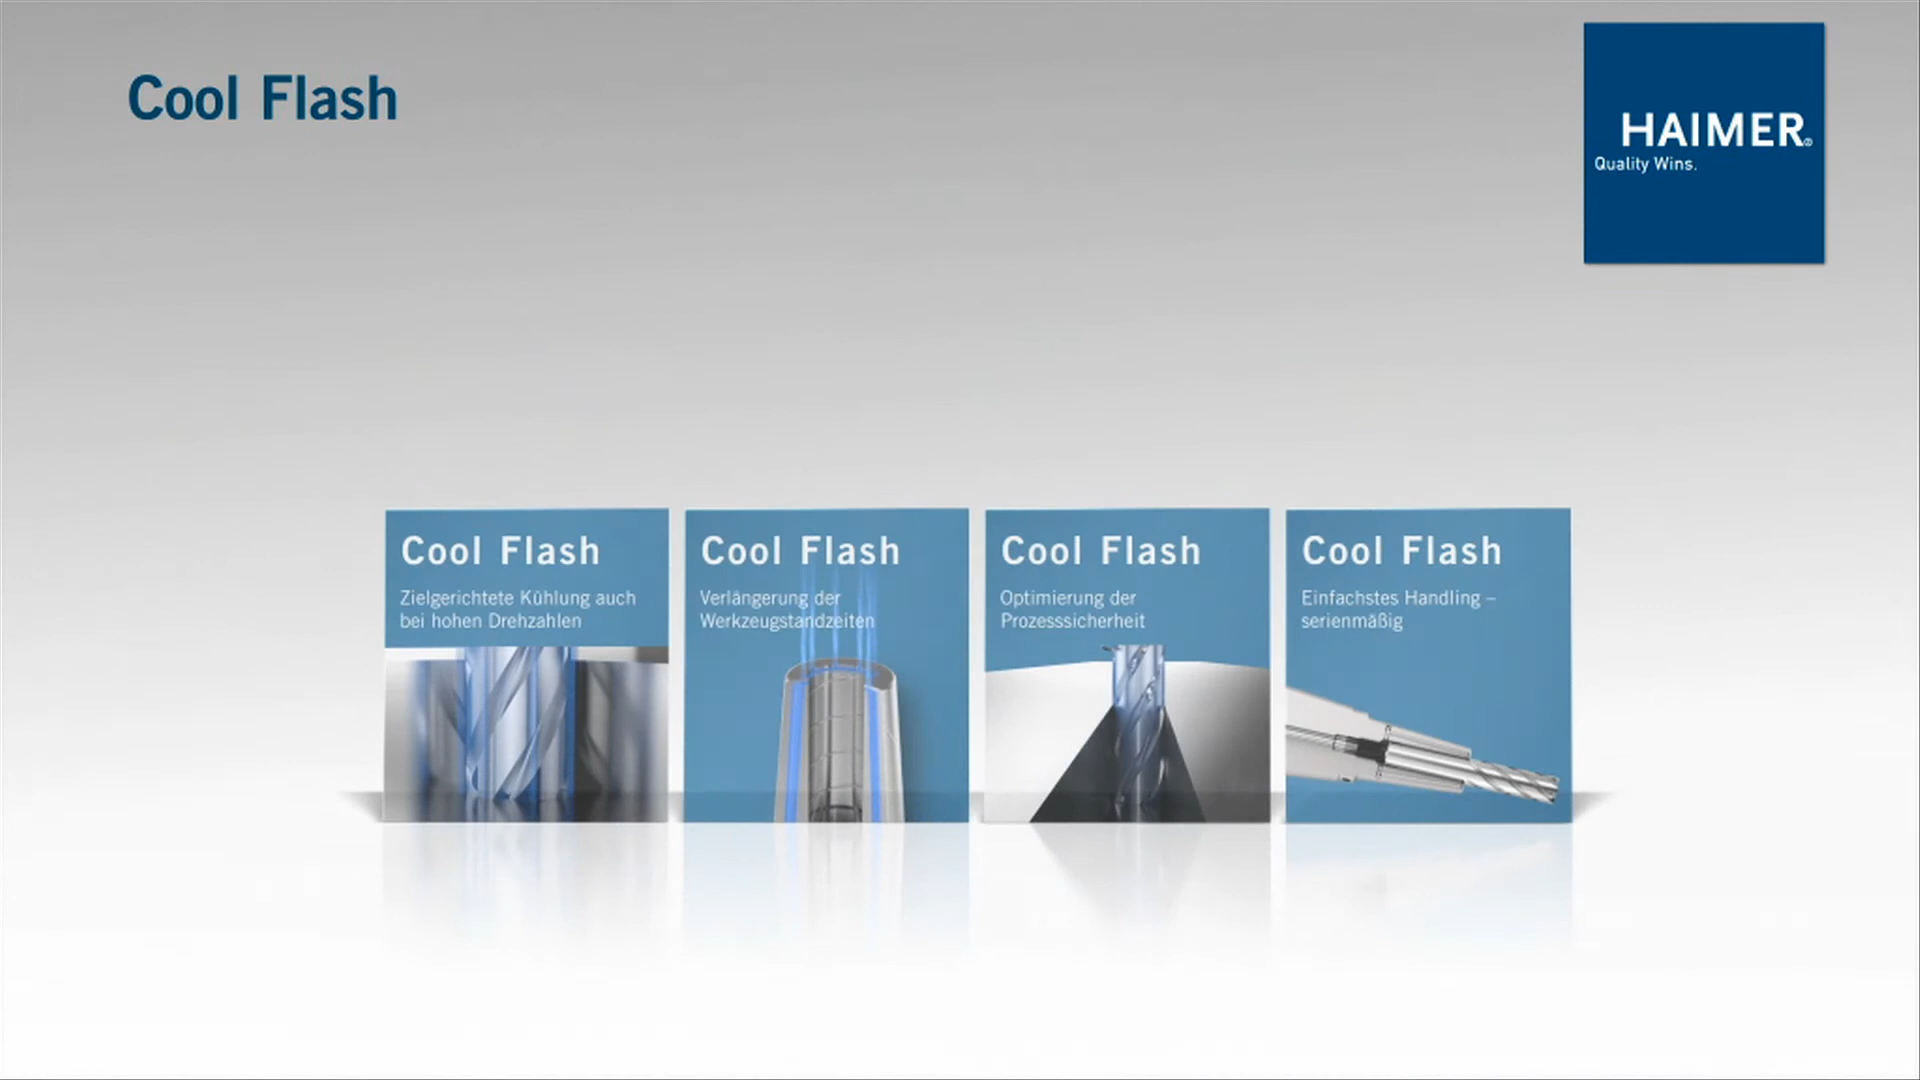 Cool Flash
HAIMER®
Quality Wins.
Cool Flash
Zielgerichtete Kühlung auch
bei hohen Drehzahlen
Cool Flash
Verlängerung der
Werkzeugstandzeiten
Cool Flash
Optimierung der
Prozesssicherheit
Cool Flash
Einfachstes Handling –
serienmäßig